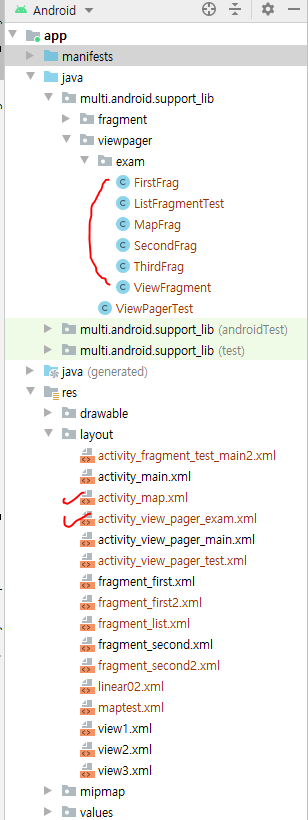 Android
app
manifests
java
multi.android.support_lib
fragment
viewpager
exam
FirstFrag
ListFragmentTest
MapFrag
SecondFrag
ThirdFrag
ViewFragment
ViewPagerTest
multi.android.support_lib (androidTest)
multi.android.support_lib (test)
java (generated)
res
drawable
layout
activity_fragment_test_main2.xml
activity_main.xml
activity_map.xml
activity_view_pager_exam.xml
activity_view_pager_main.xml
activity_view_pager_test.xml
fragment_first.xml
fragment_first2.xml
fragment_list.xml
fragment_second.xml
fragment_second2.xml
linear02.xml
maptest.xml
view1.xml
view2.xml
view3.xml
mipmap
values